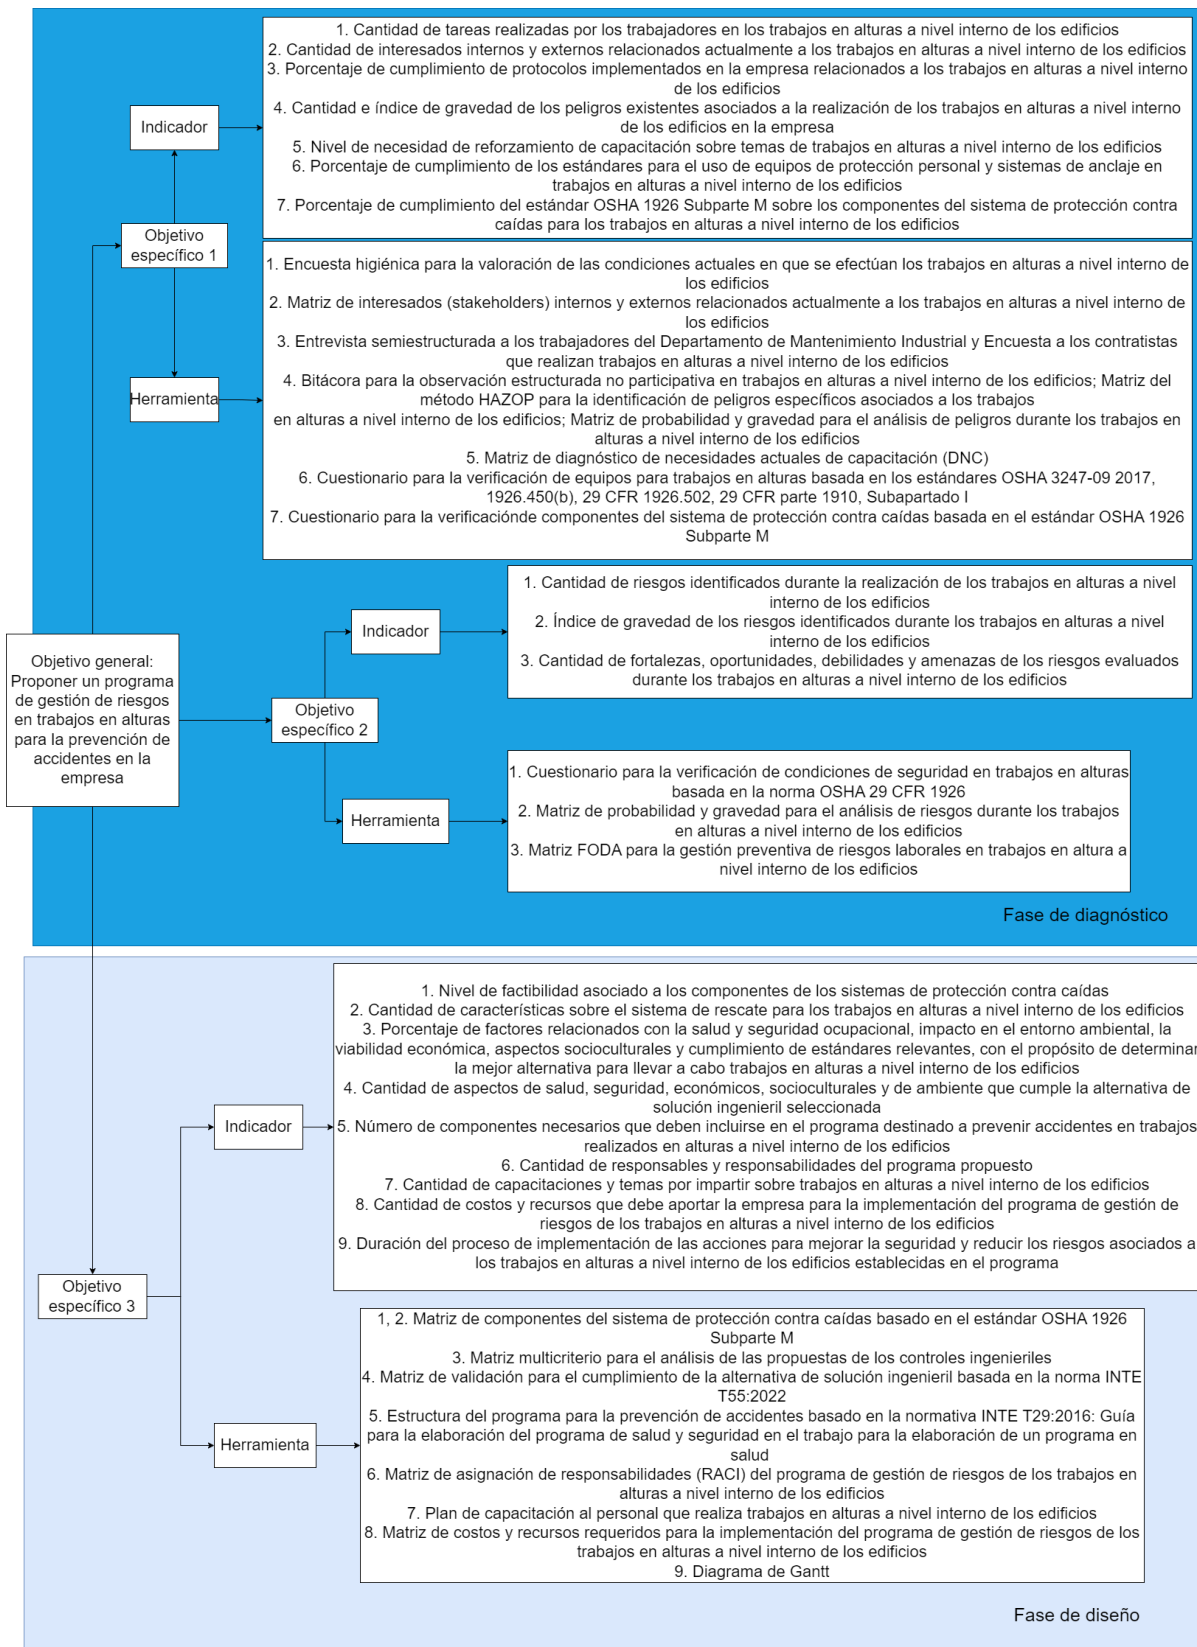 1. Cantidad de tareas realizadas por los trabajadores en los trabajos en alturas a nivel interno de los edificios
2. Cantidad de interesados internos y externos relacionados actualmente a los trabajos en alturas a nivel interno de los edificios
3. Porcentaje de cumplimiento de protocolos implementados en la empresa relacionados a los trabajos en alturas a nivel interno
de los edificios
4. Cantidad e índice de gravedad de los peligros existentes asociados a la realización de los trabajos en alturas a nivel interno
de los edificios en la empresa
5. Nivel de necesidad de reforzamiento de capacitación sobre temas de trabajos en alturas a nivel interno de los edificios
6. Porcentaje de cumplimiento de los estándares para el uso de equipos de protección personal y sistemas de anclaje en
trabajos en alturas a nivel interno de los edificios
7. Porcentaje de cumplimiento del estándar OSHA 1926 Subparte M sobre los componentes del sistema de protección contra
caídas para los trabajos en alturas a nivel interno de los edificios
Indicador
Objetivo
específico 1
Herramienta
1. Encuesta higiénica para la valoración de las condiciones actuales en que se efectúan los trabajos en alturas a nivel interno de
los edificios
2. Matriz de interesados (stakeholders) internos y externos relacionados actualmente a los trabajos en alturas a nivel interno de
los edificios
3. Entrevista semiestructurada a los trabajadores del Departamento de Mantenimiento Industrial y Encuesta a los contratistas
que realizan trabajos en alturas a nivel interno de los edificios
4. Bitácora para la observación estructurada no participativa en trabajos en alturas a nivel interno de los edificios; Matriz del
método HAZOP para la identificación de peligros específicos asociados a los trabajos
en alturas a nivel interno de los edificios; Matriz de probabilidad y gravedad para el análisis de peligros durante los trabajos en
alturas a nivel interno de los edificios
5. Matriz de diagnóstico de necesidades actuales de capacitación (DNC)
6. Cuestionario para la verificación de equipos para trabajos en alturas basada en los estándares OSHA 3247-09 2017,
1926.450(b), 29 CFR 1926.502, 29 CFR parte 1910, Subapartado I
7. Cuestionario para la verificaciónde componentes del sistema de protección contra caídas basada en el estándar OSHA 1926
Subparte M
Objetivo general:
Proponer un programa
de gestión de riesgos
en trabajos en alturas
para la prevención de
accidentes en la
empresa
Objetivo
específico 2
Indicador
1. Cantidad de riesgos identificados durante la realización de los trabajos en alturas a nivel
interno de los edificios
2. Índice de gravedad de los riesgos identificados durante los trabajos en alturas a nivel
interno de los edificios
3. Cantidad de fortalezas, oportunidades, debilidades y amenazas de los riesgos evaluados
durante los trabajos en alturas a nivel interno de los edificios
Herramienta
1. Cuestionario para la verificación de condiciones de seguridad en trabajos en alturas
basada en la norma OSHA 29 CFR 1926
2. Matriz de probabilidad y gravedad para el análisis de riesgos durante los trabajos
en alturas a nivel interno de los edificios
3. Matriz FODA para la gestión preventiva de riesgos laborales en trabajos en altura a
nivel interno de los edificios
Fase de diagnóstico
1. Nivel de factibilidad asociado a los componentes de los sistemas de protección contra caídas
2. Cantidad de características sobre el sistema de rescate para los trabajos en alturas a nivel interno de los edificios
3. Porcentaje de factores relacionados con la salud y seguridad ocupacional, impacto en el entorno ambiental, la
viabilidad económica, aspectos socioculturales y cumplimiento de estándares relevantes, con el propósito de determinar
la mejor alternativa para llevar a cabo trabajos en alturas a nivel interno de los edificios
4. Cantidad de aspectos de salud, seguridad, económicos, socioculturales y de ambiente que cumple la alternativa de
solución ingenieril seleccionada
5. Número de componentes necesarios que deben incluirse en el programa destinado a prevenir accidentes en trabajos
realizados en alturas a nivel interno de los edificios
6. Cantidad de responsables y responsabilidades del programa propuesto
7. Cantidad de capacitaciones y temas por impartir sobre trabajos en alturas a nivel interno de los edificios
8. Cantidad de costos y recursos que debe aportar la empresa para la implementación del programa de gestión de
riesgos de los trabajos en alturas a nivel interno de los edificios
9. Duración del proceso de implementación de las acciones para mejorar la seguridad y reducir los riesgos asociados a
los trabajos en alturas a nivel interno de los edificios establecidas en el programa
Indicador
Objetivo
específico 3
Herramienta
1, 2. Matriz de componentes del sistema de protección contra caídas basado en el estándar OSHA 1926
Subparte M
3. Matriz multicriterio para el análisis de las propuestas de los controles ingenieriles
4. Matriz de validación para el cumplimiento de la alternativa de solución ingenieril basada en la norma INTE
T55:2022
5. Estructura del programa para la prevención de accidentes basado en la normativa INTE T29:2016: Guía
para la elaboración del programa de salud y seguridad en el trabajo para la elaboración de un programa en
salud
6. Matriz de asignación de responsabilidades (RACI) del programa de gestión de riesgos de los trabajos en
alturas a nivel interno de los edificios
7. Plan de capacitación al personal que realiza trabajos en alturas a nivel interno de los edificios
8. Matriz de costos y recursos requeridos para la implementación del programa de gestión de riesgos de los
trabajos en alturas a nivel interno de los edificios
9. Diagrama de Gantt
Fase de diseño